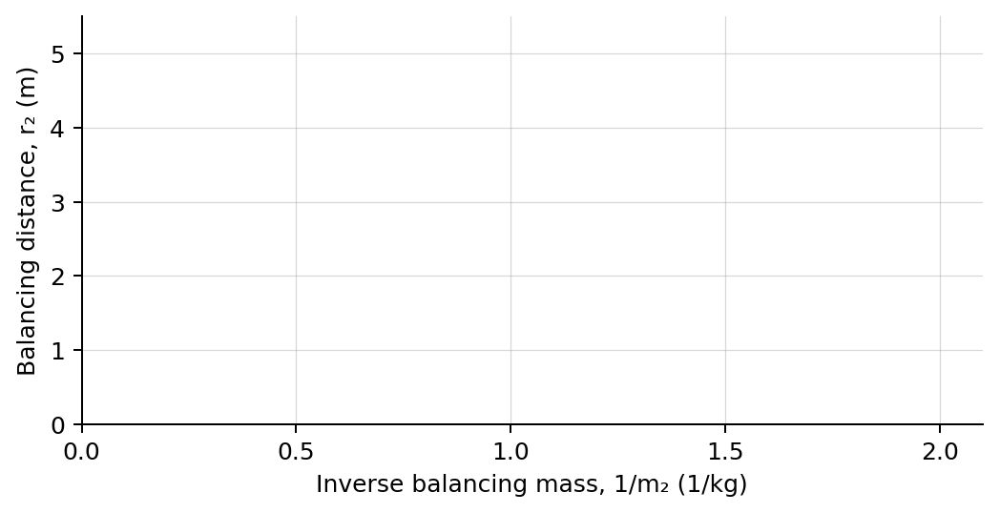 Balancing distance, r₂ (m)
5
4
3
2
1
0
0.0 0.5 1.0 1.5 2.0
Inverse balancing mass, 1/m₂ (1/kg)